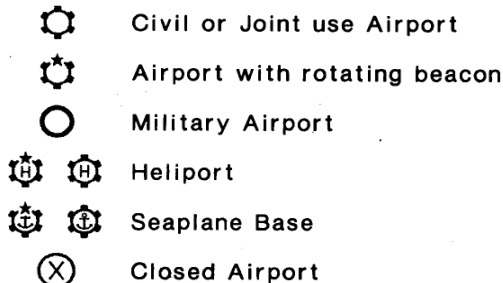 Civil or Joint use Airport
Airport with rotating beacon
Military Airport
H H Heliport
Seaplane Base
X Closed Airport